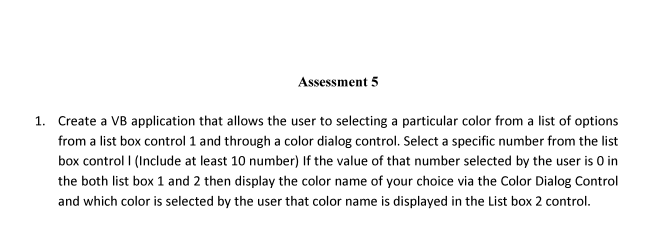 Assessment 5
1. Create a VB application that allows the user to selecting a particular color from a list of options
from a list box control 1 and through a color dialog control. Select a specific number from the list
box control l (Include at least 10 number) If the value of that number selected by the user is 0 in
the both list box 1 and 2 then display the color name of your choice via the Color Dialog Control
and which color is selected by the user that color name is displayed in the List box 2 control.